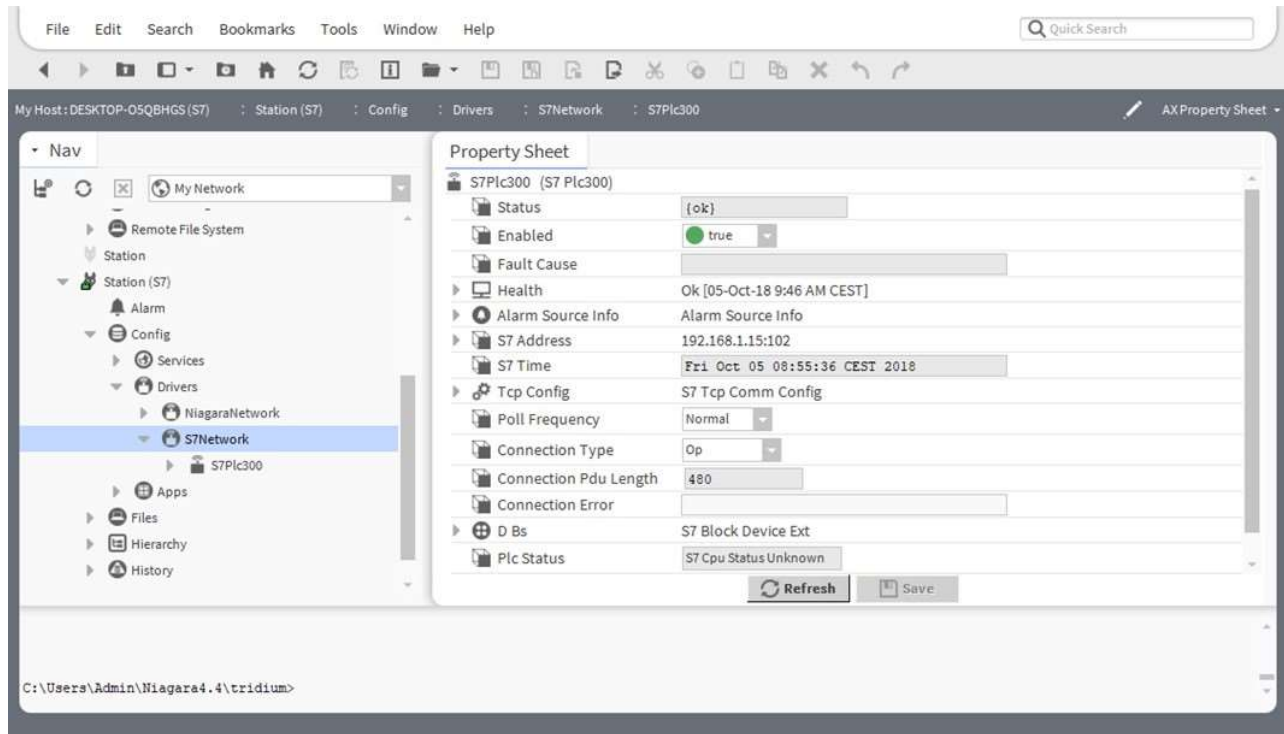 File Edit Search Bookmarks Tools Window Help
Quick Search
My Host : DESKTOP-O5QBHGS (S7) : Station (S7) : Config : Drivers : S7Network : S7Plc300
AX Property Sheet
Nav
My Network
Remote File System
Station
Station (S7)
Alarm
Config
Services
Drivers
NiagaraNetwork
S7Network
S7Plc300
Apps
Files
Hierarchy
History
Property Sheet
S7Plc300 (S7 Plc300)
Status {ok}
Enabled true
Fault Cause
Health Ok [05-Oct-18 9:46 AM CEST]
Alarm Source Info Alarm Source Info
S7 Address 192.168.1.15:102
S7 Time Fri Oct 05 08:55:36 CEST 2018
Tcp Config S7 Tcp Comm Config
Poll Frequency Normal
Connection Type Op
Connection Pdu Length 480
Connection Error
D Bs S7 Block Device Ext
Plc Status S7 Cpu Status Unknown
Refresh Save
C:\Users\Admin\Niagara4.4\tridium>